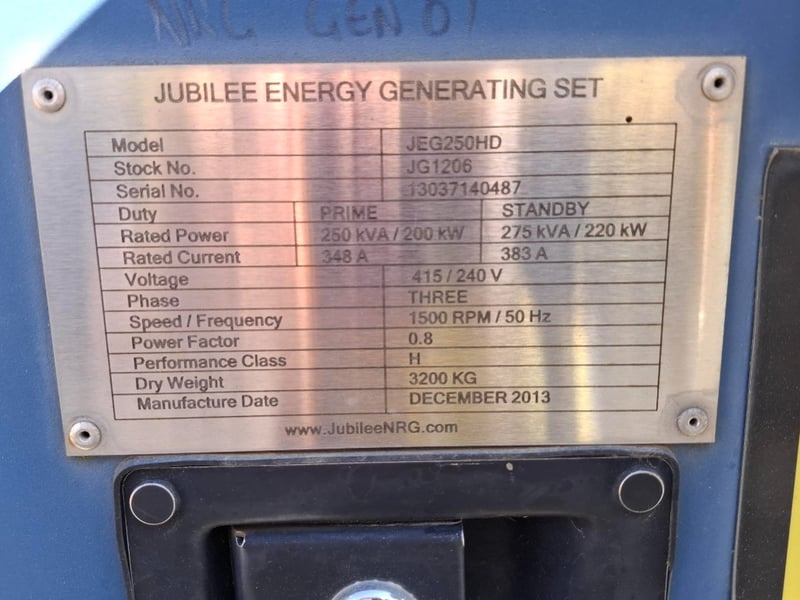 NRG GEN 01
JUBILEE ENERGY GENERATING SET
Model JEG250HD
Stock No. JG1206
Serial No. 13037140487
Duty PRIME STANDBY
Rated Power 250 kVA / 200 kW 275 kVA / 220 kW
Rated Current 348 A 383 A
Voltage 415 / 240 V
Phase THREE
Speed / Frequency 1500 RPM / 50 Hz
Power Factor 0.8
Performance Class H
Dry Weight 3200 KG
Manufacture Date DECEMBER 2013
www.JubileeNRG.com